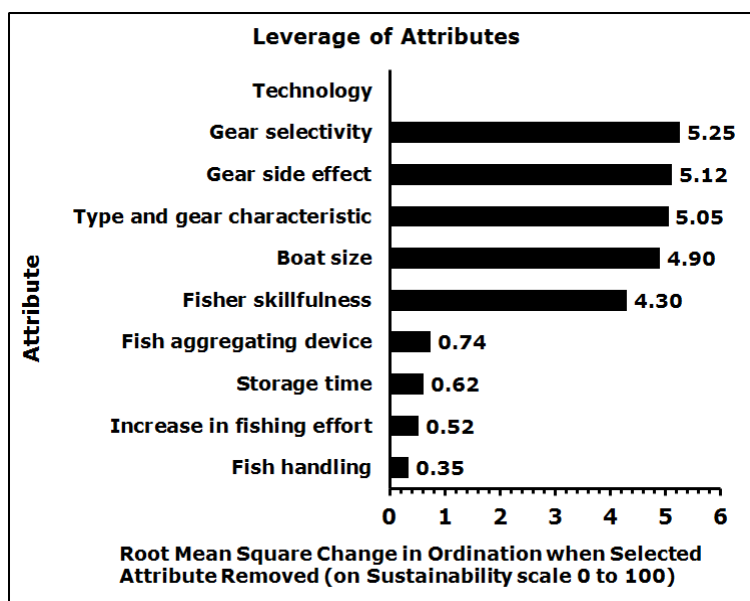 Leverage of Attributes
Technology
Gear selectivity 5.25
Gear side effect 5.12
Type and gear characteristic 5.05
Boat size 4.90
Fisher skillfulness 4.30
Fish aggregating device 0.74
Storage time 0.62
Increase in fishing effort 0.52
Fish handling 0.35
Attribute
0 1 2 3 4 5 6
Root Mean Square Change in Ordination when Selected
Attribute Removed (on Sustainability scale 0 to 100)